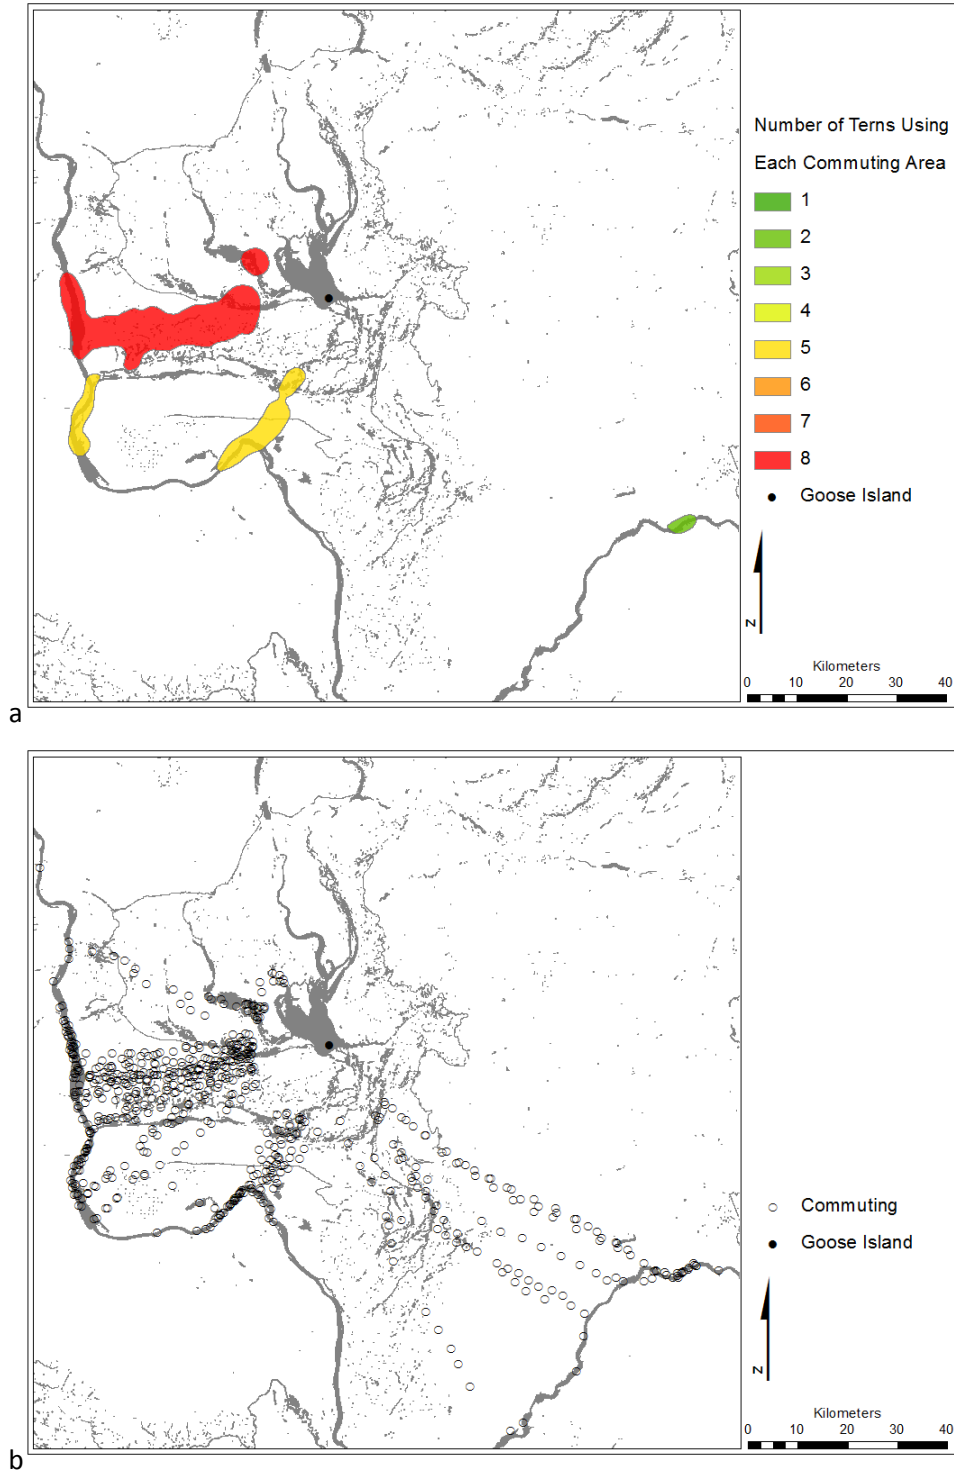 Number of Terns Using
Each Commuting Area
1
2
3
4
5
6
7
8
Goose Island
N
Kilometers
0 10 20 30 40
a
Commuting
Goose Island
N
Kilometers
0 10 20 30 40
b